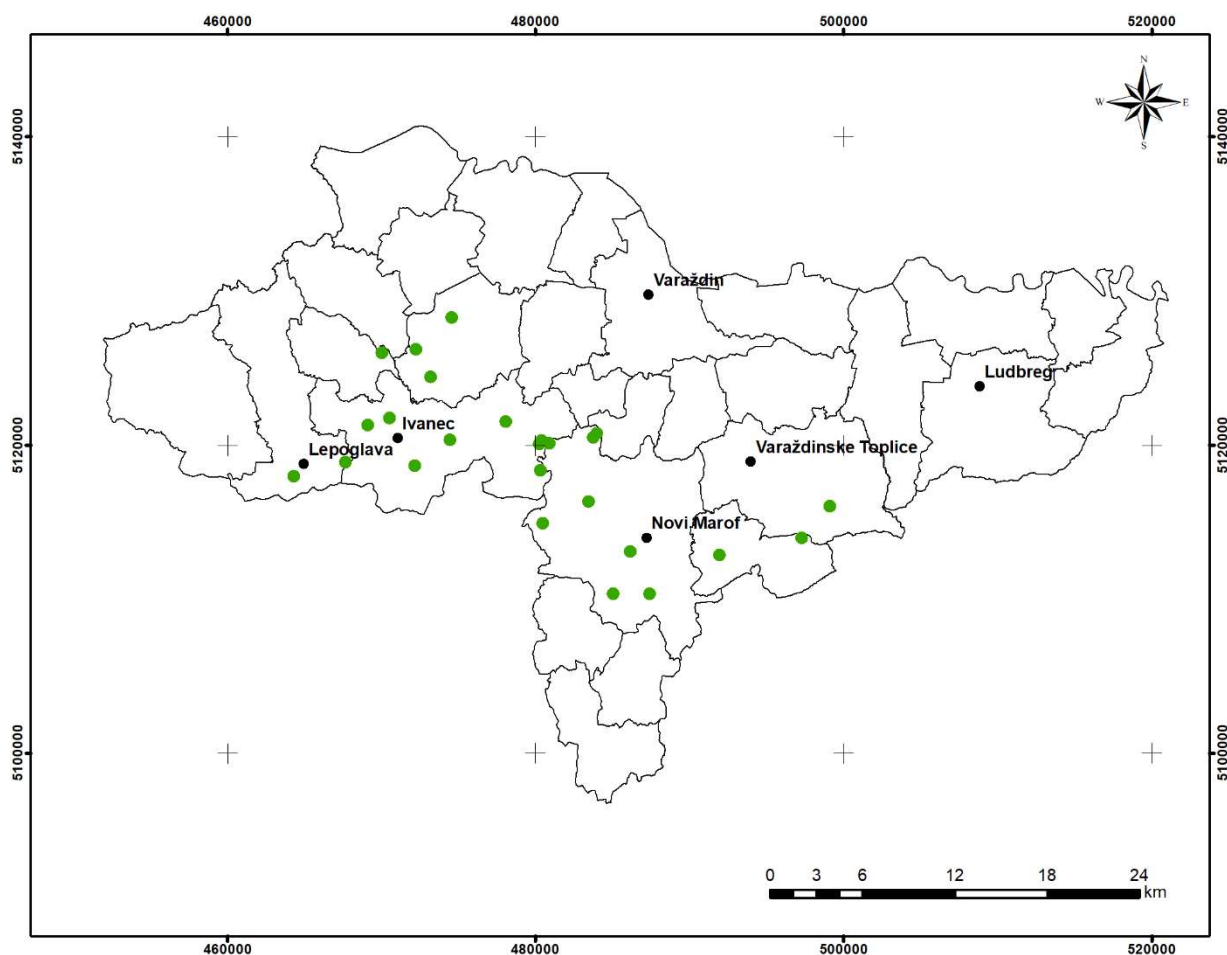 460000 480000 500000 520000
N
W E
S
5140000 5140000
Varaždin
Ludbreg
Ivanec
Lepoglava
Varaždinske Toplice
5120000 5120000
Novi Marof
5100000 5100000
0 3 6 12 18 24
km
460000 480000 500000 520000